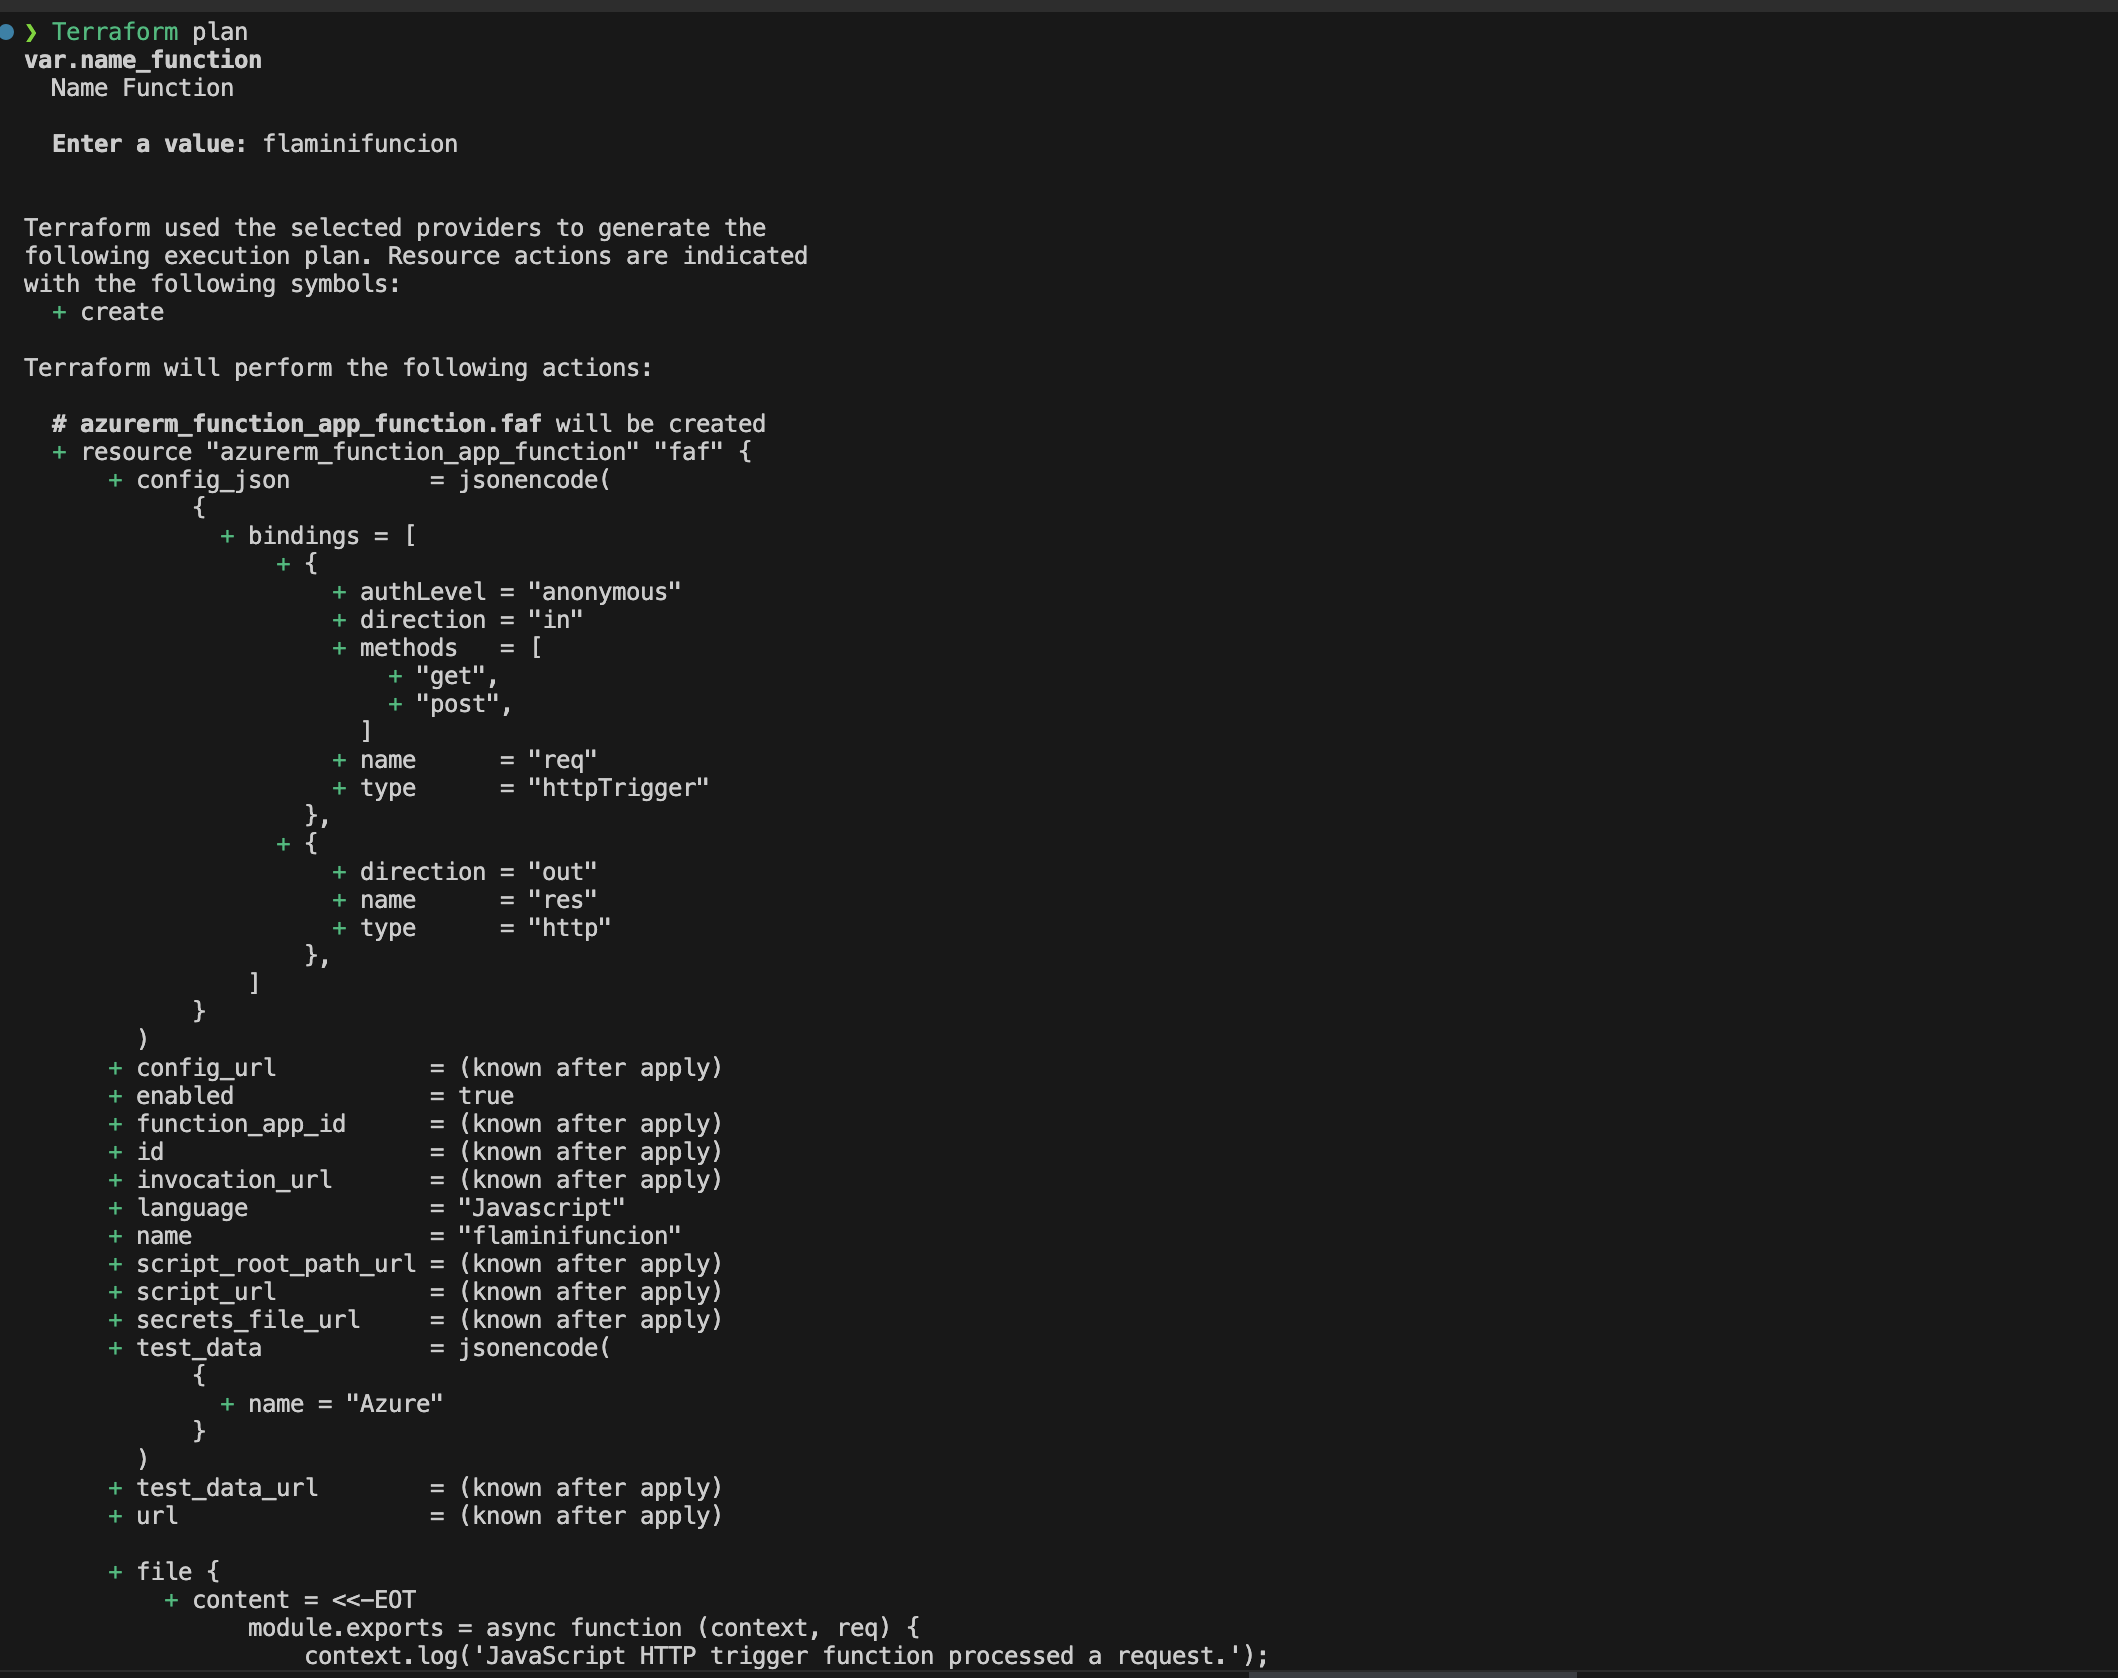 ❯ Terraform plan
var.name_function
  Name Function

  Enter a value: flaminifuncion


Terraform used the selected providers to generate the
following execution plan. Resource actions are indicated
with the following symbols:
  + create

Terraform will perform the following actions:

  # azurerm_function_app_function.faf will be created
  + resource "azurerm_function_app_function" "faf" {
      + config_json          = jsonencode(
            {
              + bindings = [
                  + {
                      + authLevel = "anonymous"
                      + direction = "in"
                      + methods   = [
                          + "get",
                          + "post",
                        ]
                      + name      = "req"
                      + type      = "httpTrigger"
                    },
                  + {
                      + direction = "out"
                      + name      = "res"
                      + type      = "http"
                    },
                ]
            }
        )
      + config_url           = (known after apply)
      + enabled              = true
      + function_app_id      = (known after apply)
      + id                   = (known after apply)
      + invocation_url       = (known after apply)
      + language             = "Javascript"
      + name                 = "flaminifuncion"
      + script_root_path_url = (known after apply)
      + script_url           = (known after apply)
      + secrets_file_url     = (known after apply)
      + test_data            = jsonencode(
            {
              + name = "Azure"
            }
        )
      + test_data_url        = (known after apply)
      + url                  = (known after apply)

      + file {
          + content = <<-EOT
                module.exports = async function (context, req) {
                    context.log('JavaScript HTTP trigger function processed a request.');